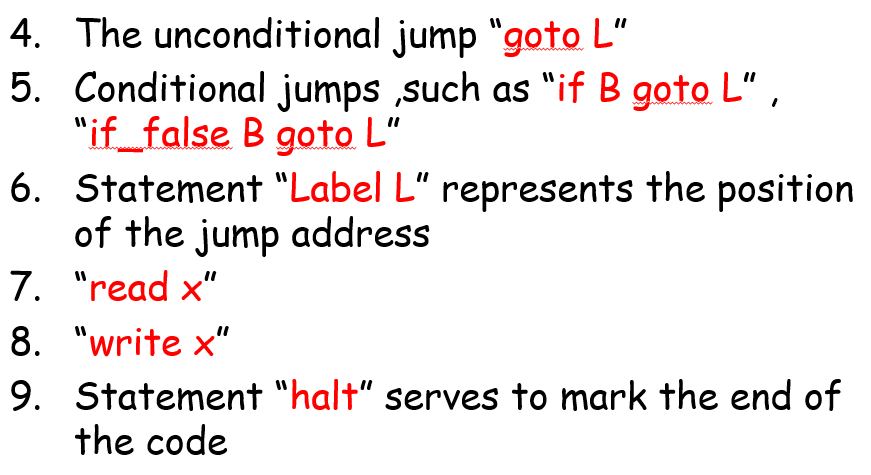 4. The unconditional jump “goto L”
5. Conditional jumps ,such as “if B goto L” ,
“if_false B goto L”
6. Statement “Label L” represents the position
of the jump address
7. “read x”
8. “write x”
9. Statement “halt” serves to mark the end of
the code